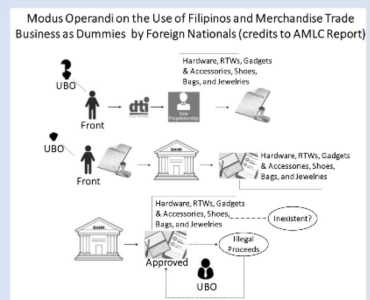 Modus Operandi on the Use of Filipinos and Merchandise Trade
Business as Dummies by Foreign Nationals (credits to AMLC Report)
Hardware, RTWs, Gadgets
& Accessories, Shoes,
Bags, and Jewelries
UBO
Front
dti
Sole
Proprietorship
UBO
Front
BANK
Hardware, RTWs, Gadgets
& Accessories, Shoes,
Bags, and Jewelries
Hardware, RTWs, Gadgets
& Accessories, Shoes,
Bags, and Jewelries
Inexistent?
BANK
Approved
Illegal
Proceeds
UBO